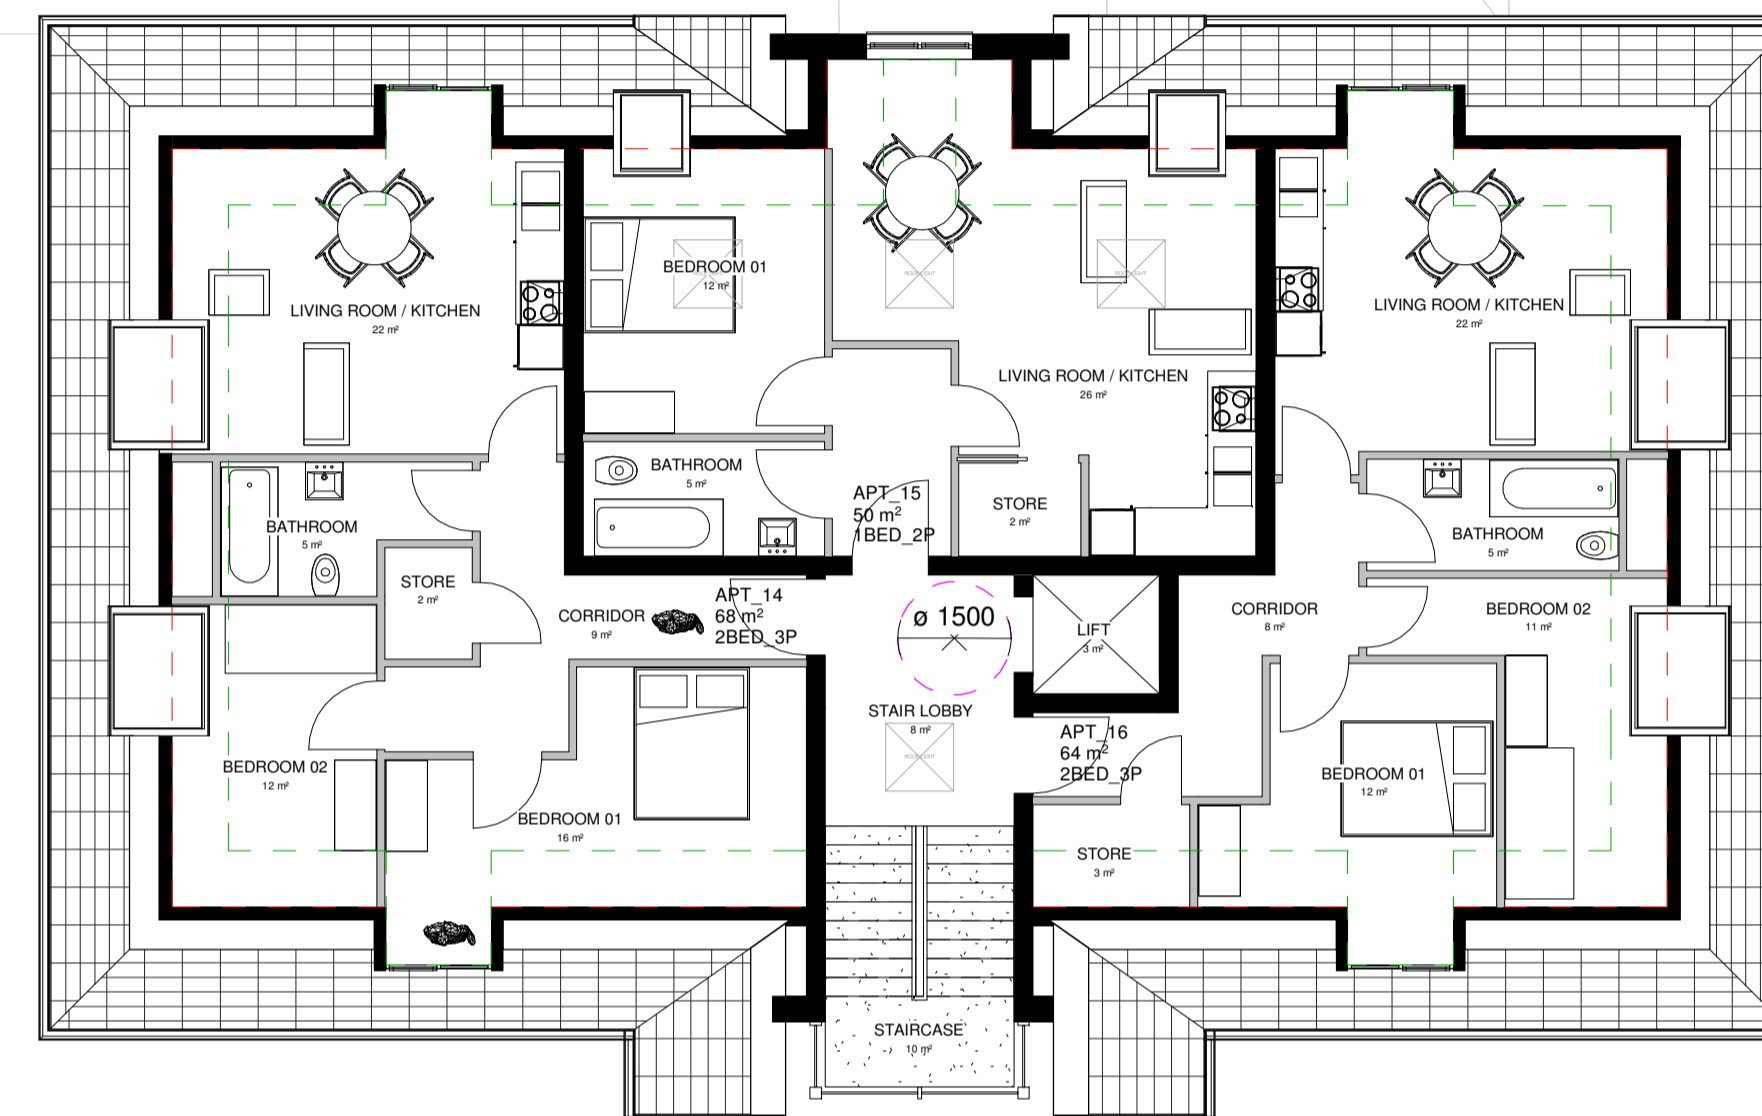 LIVING ROOM / KITCHEN
22 m²
BATHROOM
5 m²
STORE
2 m²
CORRIDOR
9 m²
APT_14
68 m²
2BED_3P
BEDROOM 02
12 m²
BEDROOM 01
16 m²
BEDROOM 01
12 m²
BATHROOM
5 m²
APT_15
50 m²
1BED_2P
LIVING ROOM / KITCHEN
26 m²
STORE
2 m²
ROOFLIGHT
ROOFLIGHT
ø 1500
LIFT
3 m²
STAIR LOBBY
8 m²
ROOFLIGHT
STAIRCASE
10 m²
LIVING ROOM / KITCHEN
22 m²
BATHROOM
5 m²
CORRIDOR
8 m²
BEDROOM 02
11 m²
APT_16
64 m²
2BED_3P
BEDROOM 01
12 m²
STORE
3 m²